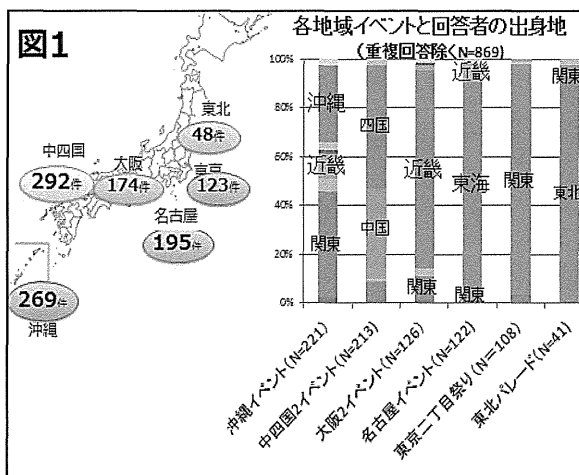 図1
各地域イベントと回答者の出身地
(重複回答除くN=869)
東北
48件
中四国
292件
大阪
174件
東京
123件
名古屋
195件
269件
沖縄
100%
80%
60%
40%
20%
0%
沖縄
近畿
関東
四国
中国
近畿
関東
近畿
東海
関東
関東
関東
東北
沖縄イベント(N=221)
中四国2イベント(N=213)
大阪2イベント(N=126)
名古屋イベント(N=122)
東京二丁目祭り(N=108)
東北パレード(N=41)